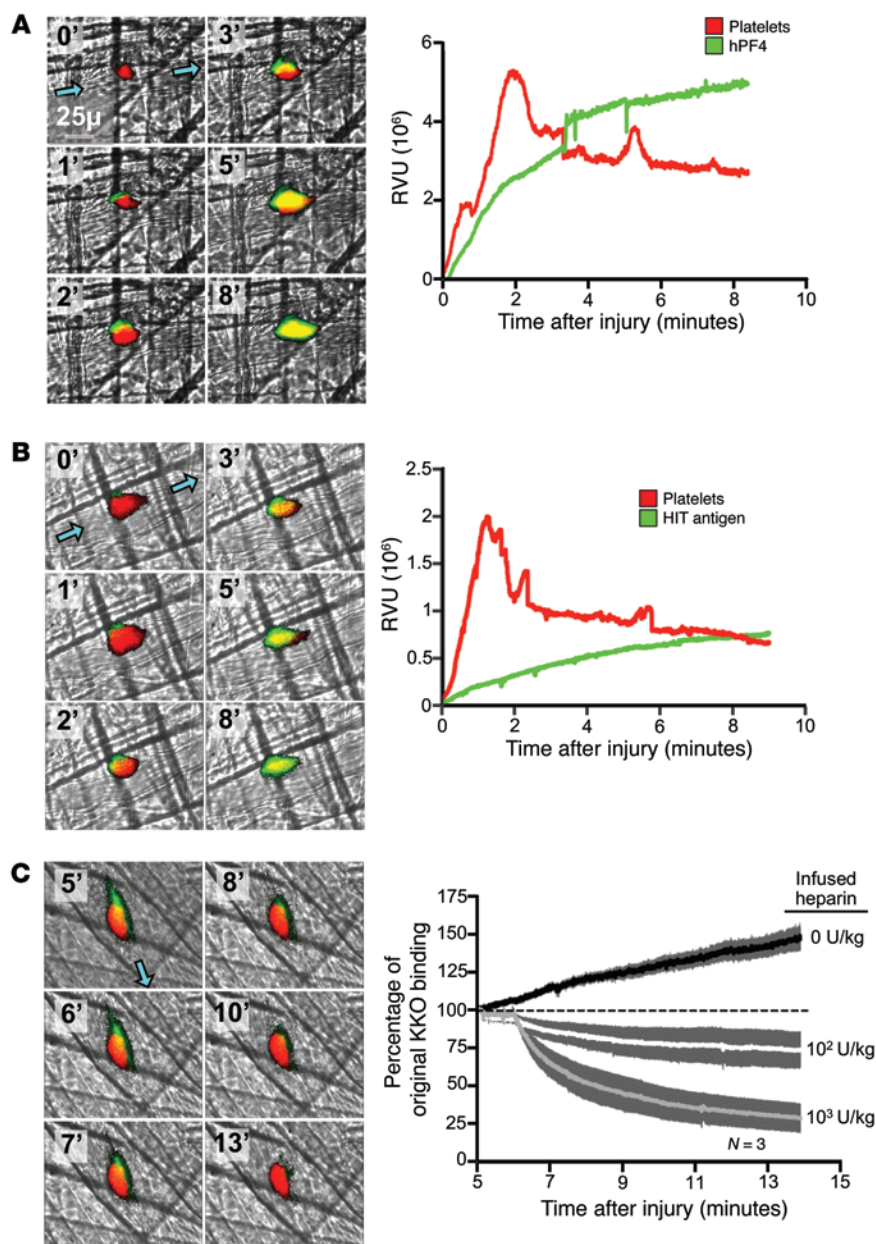 A
0' 3'
25µ
1' 5'
2' 8'
Platelets
hPF4
6
4
2
0
RVU (10⁶)
0 2 4 6 8 10
Time after injury (minutes)
B
0' 3'
1' 5'
2' 8'
Platelets
HIT antigen
2.5
2
1.5
1
0.5
0
RVU (10⁶)
0 2 4 6 8 10
Time after injury (minutes)
C
5' 8'
6' 10'
7' 13'
Infused
heparin
175
150
125
100
75
50
25
0
Percentage of
original KKO binding
0 U/kg
10² U/kg
10³ U/kg
N = 3
5 7 9 11 13 15
Time after injury (minutes)